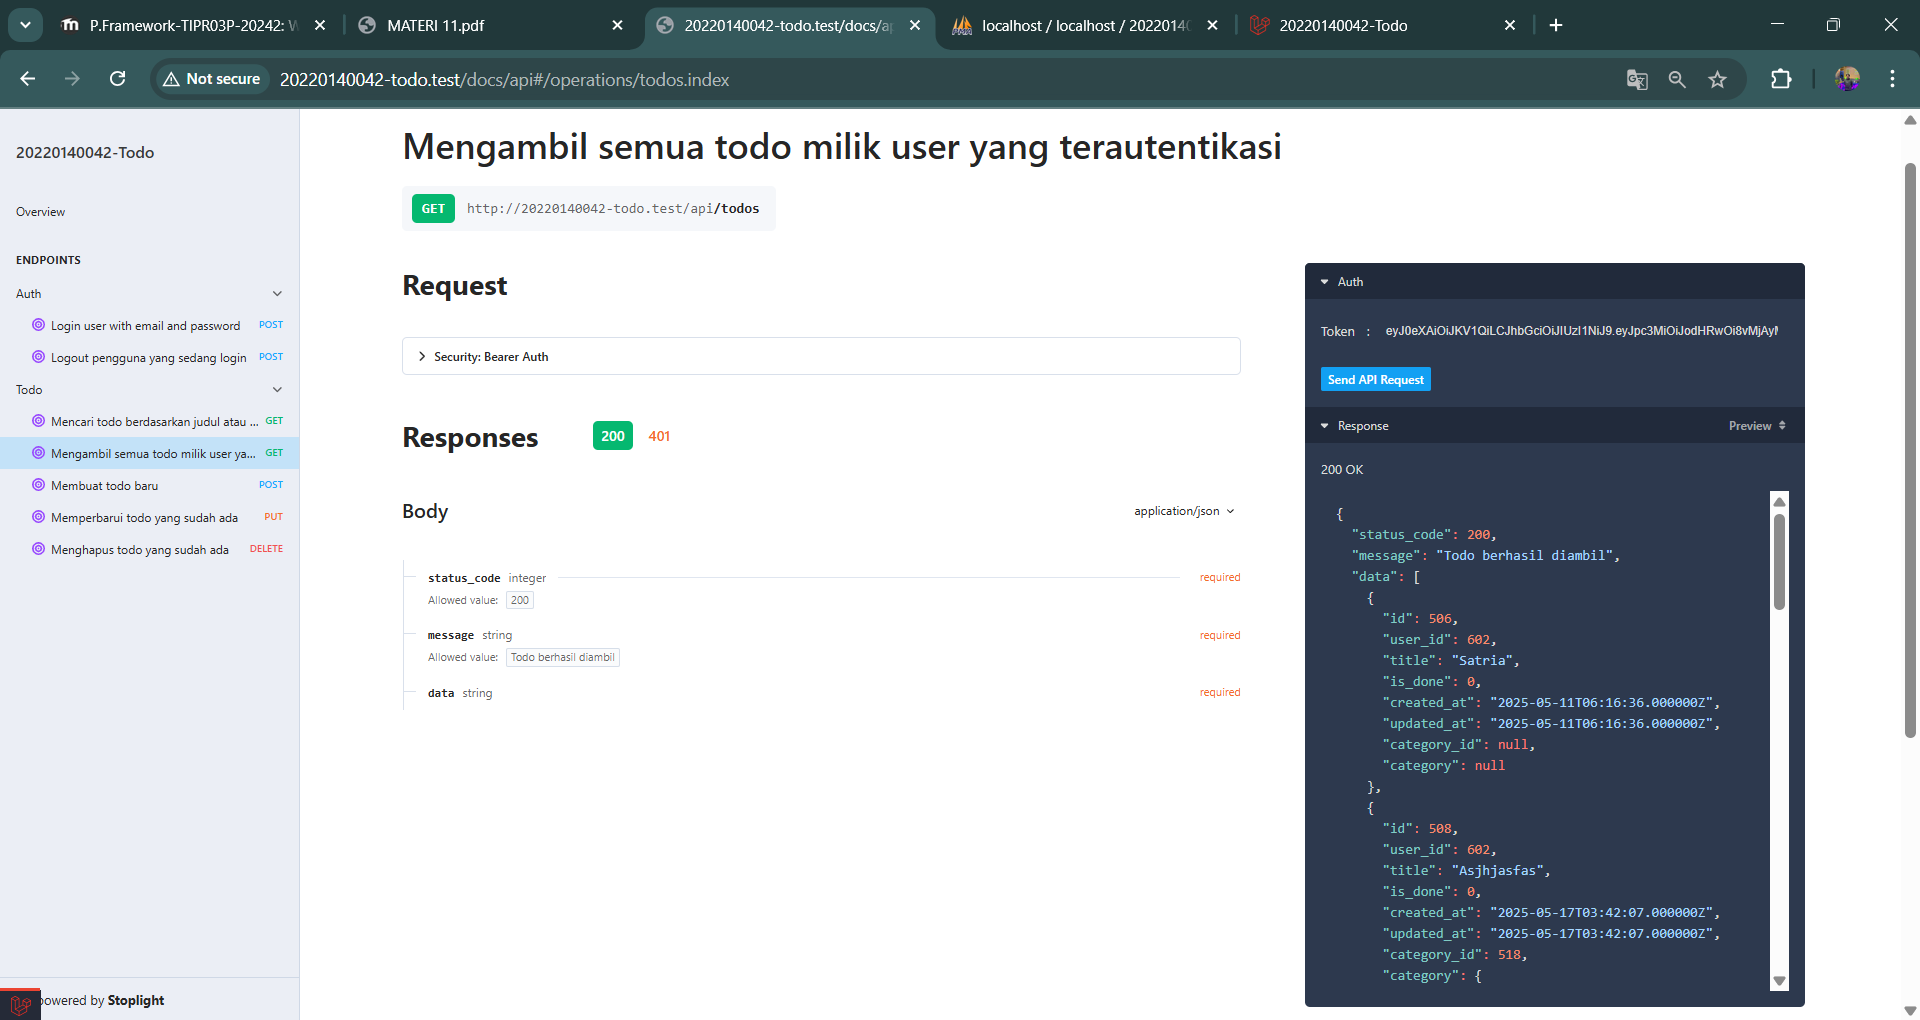 P.Framework-TIPR03P-20242: W
MATERI 11.pdf
20220140042-todo.test/docs/ap
localhost / localhost / 20220140
20220140042-Todo
Not secure
20220140042-todo.test/docs/api#/operations/todos.index
20220140042-Todo
Overview
ENDPOINTS
Auth
Login user with email and password POST
Logout pengguna yang sedang login POST
Todo
Mencari todo berdasarkan judul atau ... GET
Mengambil semua todo milik user ya... GET
Membuat todo baru POST
Memperbarui todo yang sudah ada PUT
Menghapus todo yang sudah ada DELETE
powered by Stoplight
Mengambil semua todo milik user yang terautentikasi
GET http://20220140042-todo.test/api/todos
Request
Security: Bearer Auth
Responses 200 401
Body application/json
status_code integer required
Allowed value: 200
message string required
Allowed value: Todo berhasil diambil
data string required
Auth
Token : eyJ0eXAiOiJKV1QiLCJhbGciOiJIUzI1NiJ9.eyJpc3MiOiJodHRwOi8vMjAyM
Send API Request
Response Preview
200 OK
{
"status_code": 200,
"message": "Todo berhasil diambil",
"data": [
{
"id": 506,
"user_id": 602,
"title": "Satria",
"is_done": 0,
"created_at": "2025-05-11T06:16:36.000000Z",
"updated_at": "2025-05-11T06:16:36.000000Z",
"category_id": null,
"category": null
},
{
"id": 508,
"user_id": 602,
"title": "Asjhjasfas",
"is_done": 0,
"created_at": "2025-05-17T03:42:07.000000Z",
"updated_at": "2025-05-17T03:42:07.000000Z",
"category_id": 518,
"category": {